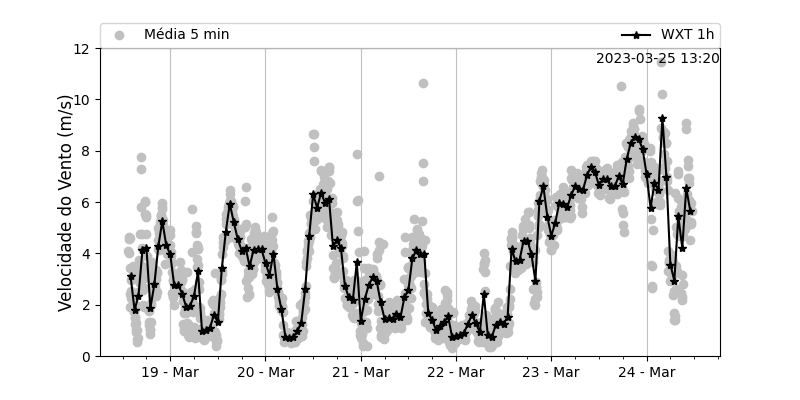 Média 5 min
WXT 1h
2023-03-25 13:20
Velocidade do Vento (m/s)
12
10
8
6
4
2
0
19 - Mar
20 - Mar
21 - Mar
22 - Mar
23 - Mar
24 - Mar